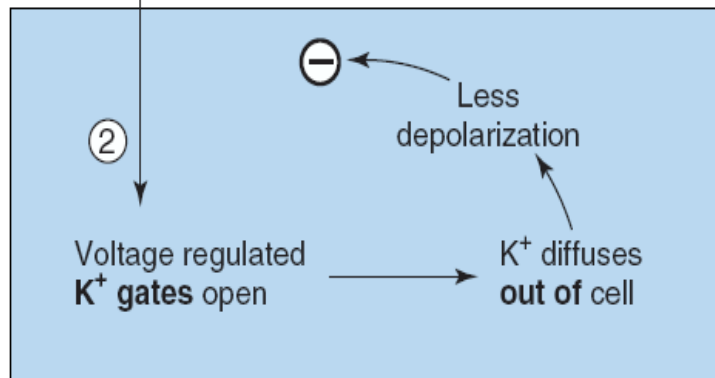 −
Less
depolarization
2
Voltage regulated
K⁺ gates open
K⁺ diffuses
out of cell